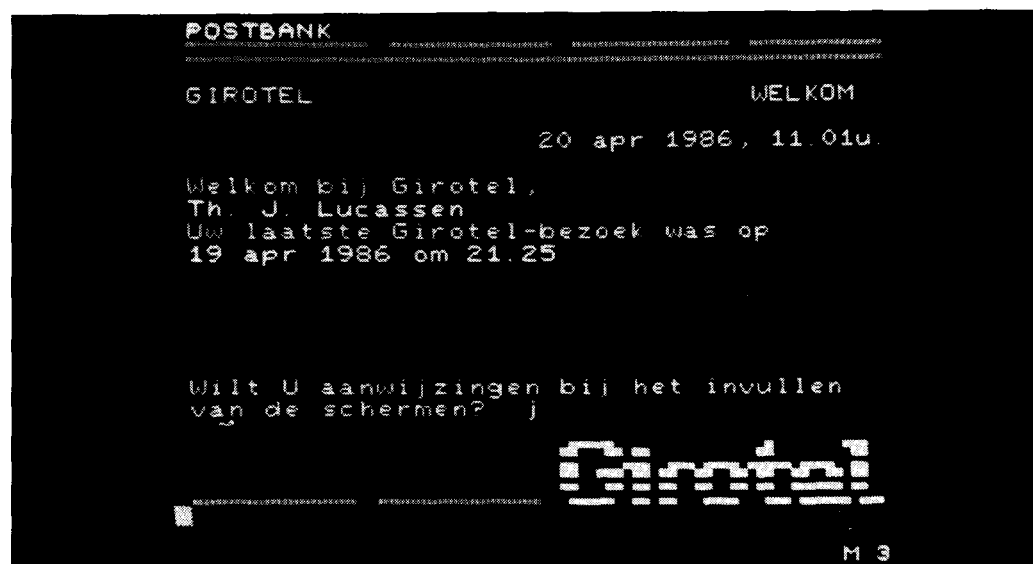 POSTBANK
GIROTEL WELKOM
20 apr 1986, 11.01u.
Welkom bij Girotel,
Th. J. Lucassen
Uw laatste Girotel-bezoek was op
19 apr 1986 om 21.25
Wilt U aanwijzingen bij het invullen
van de schermen? j
Girotel
M 3